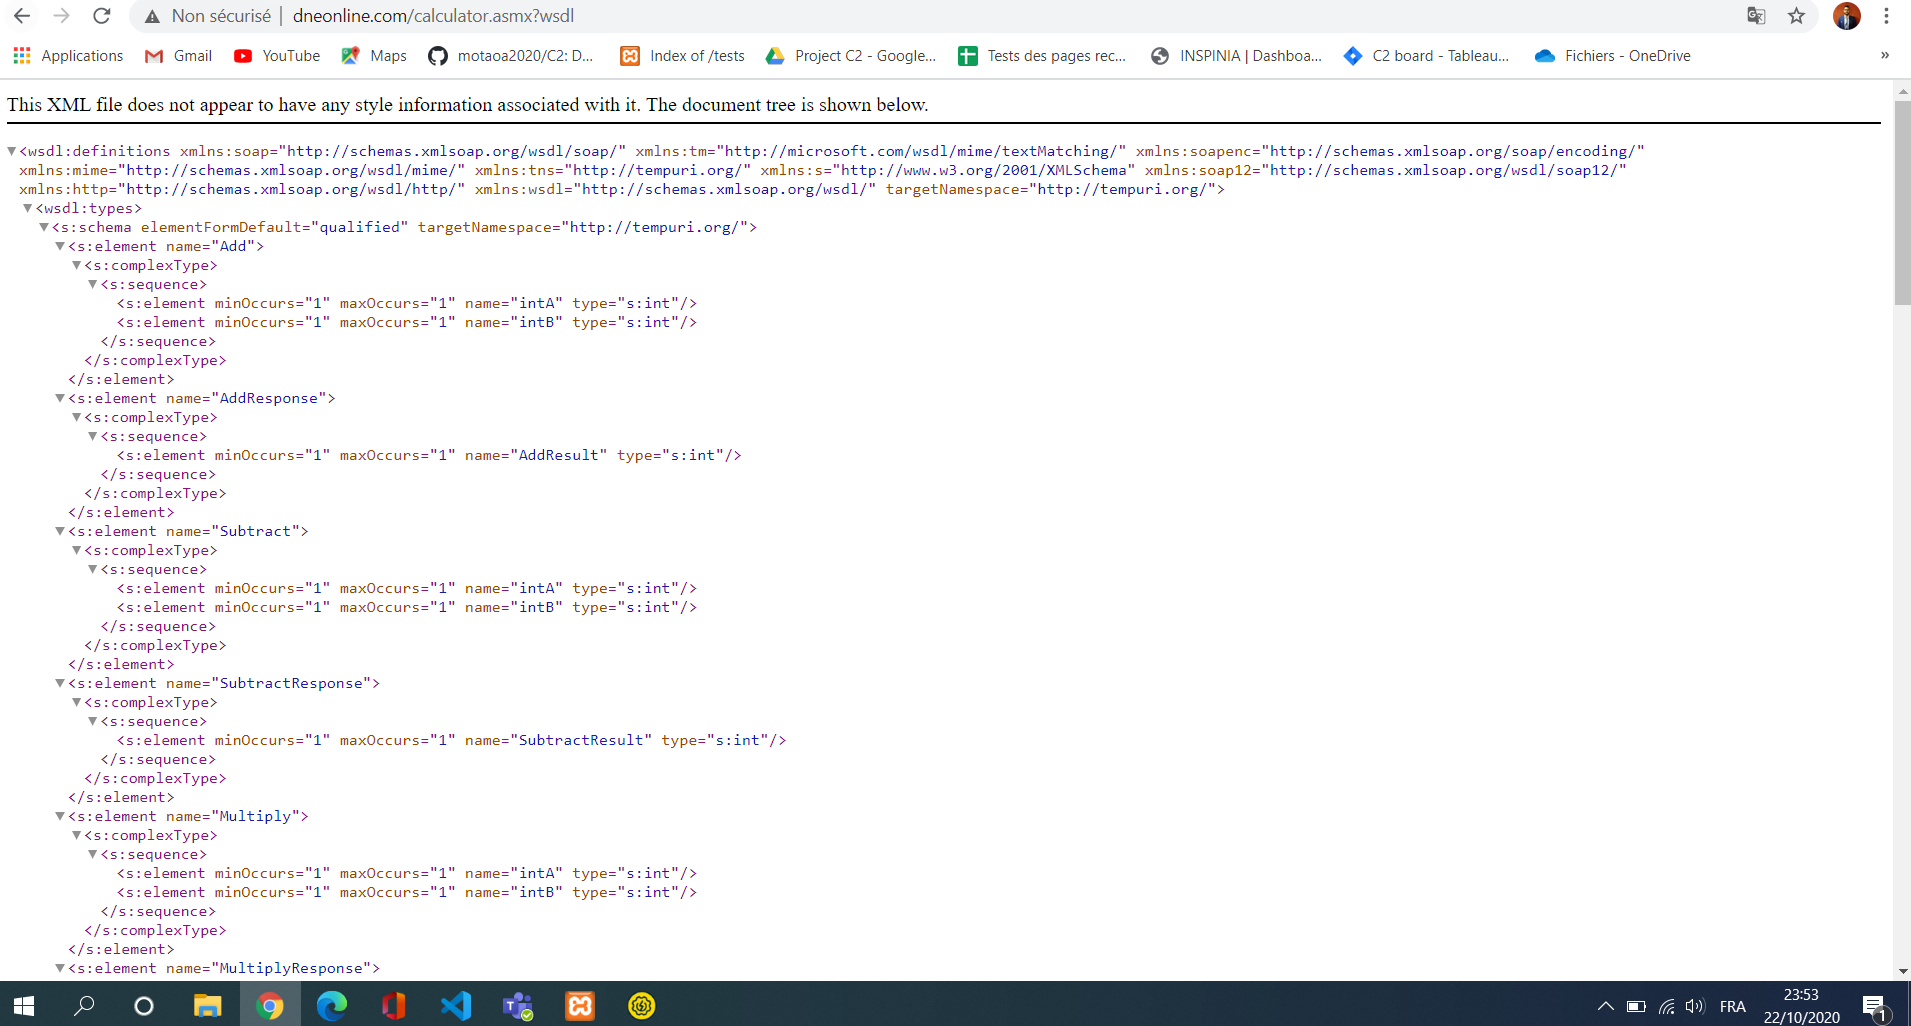 Non sécurisé | dneonline.com/calculator.asmx?wsdl
Applications Gmail YouTube Maps motaoa2020/C2: D... Index of /tests Project C2 - Google... Tests des pages rec... INSPINIA | Dashboa... C2 board - Tableau... Fichiers - OneDrive »
This XML file does not appear to have any style information associated with it. The document tree is shown below.
▼<wsdl:definitions xmlns:soap="http://schemas.xmlsoap.org/wsdl/soap/" xmlns:tm="http://microsoft.com/wsdl/mime/textMatching/" xmlns:soapenc="http://schemas.xmlsoap.org/soap/encoding/"
xmlns:mime="http://schemas.xmlsoap.org/wsdl/mime/" xmlns:tns="http://tempuri.org/" xmlns:s="http://www.w3.org/2001/XMLSchema" xmlns:soap12="http://schemas.xmlsoap.org/wsdl/soap12/"
xmlns:http="http://schemas.xmlsoap.org/wsdl/http/" xmlns:wsdl="http://schemas.xmlsoap.org/wsdl/" targetNamespace="http://tempuri.org/">
▼<wsdl:types>
▼<s:schema elementFormDefault="qualified" targetNamespace="http://tempuri.org/">
▼<s:element name="Add">
▼<s:complexType>
▼<s:sequence>
<s:element minOccurs="1" maxOccurs="1" name="intA" type="s:int"/>
<s:element minOccurs="1" maxOccurs="1" name="intB" type="s:int"/>
</s:sequence>
</s:complexType>
</s:element>
▼<s:element name="AddResponse">
▼<s:complexType>
▼<s:sequence>
<s:element minOccurs="1" maxOccurs="1" name="AddResult" type="s:int"/>
</s:sequence>
</s:complexType>
</s:element>
▼<s:element name="Subtract">
▼<s:complexType>
▼<s:sequence>
<s:element minOccurs="1" maxOccurs="1" name="intA" type="s:int"/>
<s:element minOccurs="1" maxOccurs="1" name="intB" type="s:int"/>
</s:sequence>
</s:complexType>
</s:element>
▼<s:element name="SubtractResponse">
▼<s:complexType>
▼<s:sequence>
<s:element minOccurs="1" maxOccurs="1" name="SubtractResult" type="s:int"/>
</s:sequence>
</s:complexType>
</s:element>
▼<s:element name="Multiply">
▼<s:complexType>
▼<s:sequence>
<s:element minOccurs="1" maxOccurs="1" name="intA" type="s:int"/>
<s:element minOccurs="1" maxOccurs="1" name="intB" type="s:int"/>
</s:sequence>
</s:complexType>
</s:element>
▼<s:element name="MultiplyResponse">
FRA
23:53
22/10/2020
1